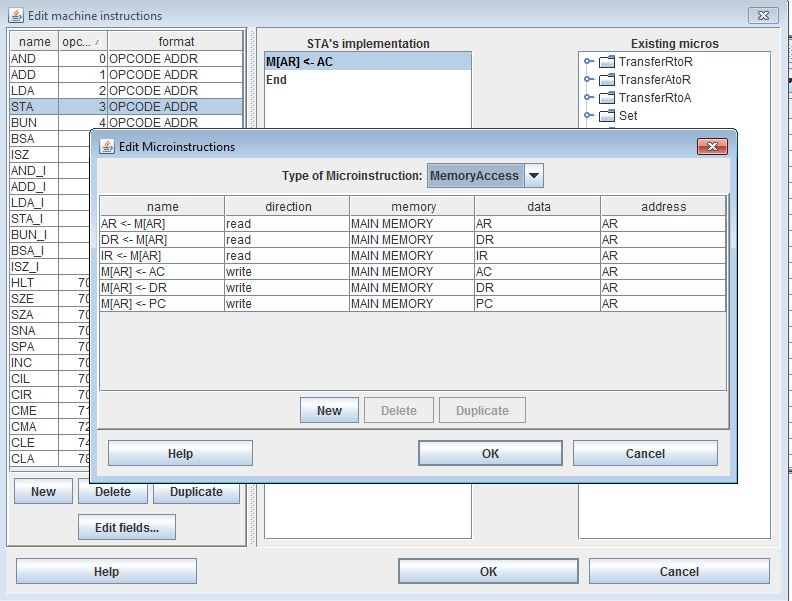 Edit machine instructions
name opc... format
STA's implementation
Existing micros
AND 0 OPCODE ADDR
ADD 1 OPCODE ADDR
LDA 2 OPCODE ADDR
STA 3 OPCODE ADDR
BUN 4 OPCODE ADDR
BSA
ISZ
AND_I
ADD_I
LDA_I
STA_I
BUN_I
BSA_I
ISZ_I
HLT 70
SZE 70
SZA 70
SNA 70
SPA 70
INC 70
CIL 70
CIR 70
CME 71
CMA 72
CLE 74
CLA 78
M[AR] <- AC
End
TransferRtoR
TransferAtoR
TransferRtoA
Set
Edit Microinstructions
Type of Microinstruction: MemoryAccess
name direction memory data address
AR <- M[AR] read MAIN MEMORY AR AR
DR <- M[AR] read MAIN MEMORY DR AR
IR <- M[AR] read MAIN MEMORY IR AR
M[AR] <- AC write MAIN MEMORY AC AR
M[AR] <- DR write MAIN MEMORY DR AR
M[AR] <- PC write MAIN MEMORY PC AR
New Delete Duplicate
Help OK Cancel
New Delete Duplicate
Edit fields...
Help OK Cancel